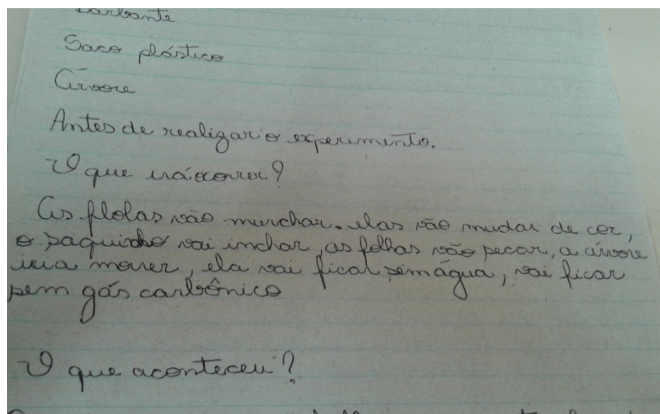 barbante
Saco plástico
Árvore
Antes de realizar o experimento.
O que irá ocorrer?
As flolas vão murchar. elas vão mudar de cor,
o saquinho vai inchar, as folhas vão secar, a árvore
iria morrer, ela vai ficar sem água, vai ficar
sem gás carbônico
O que aconteceu?